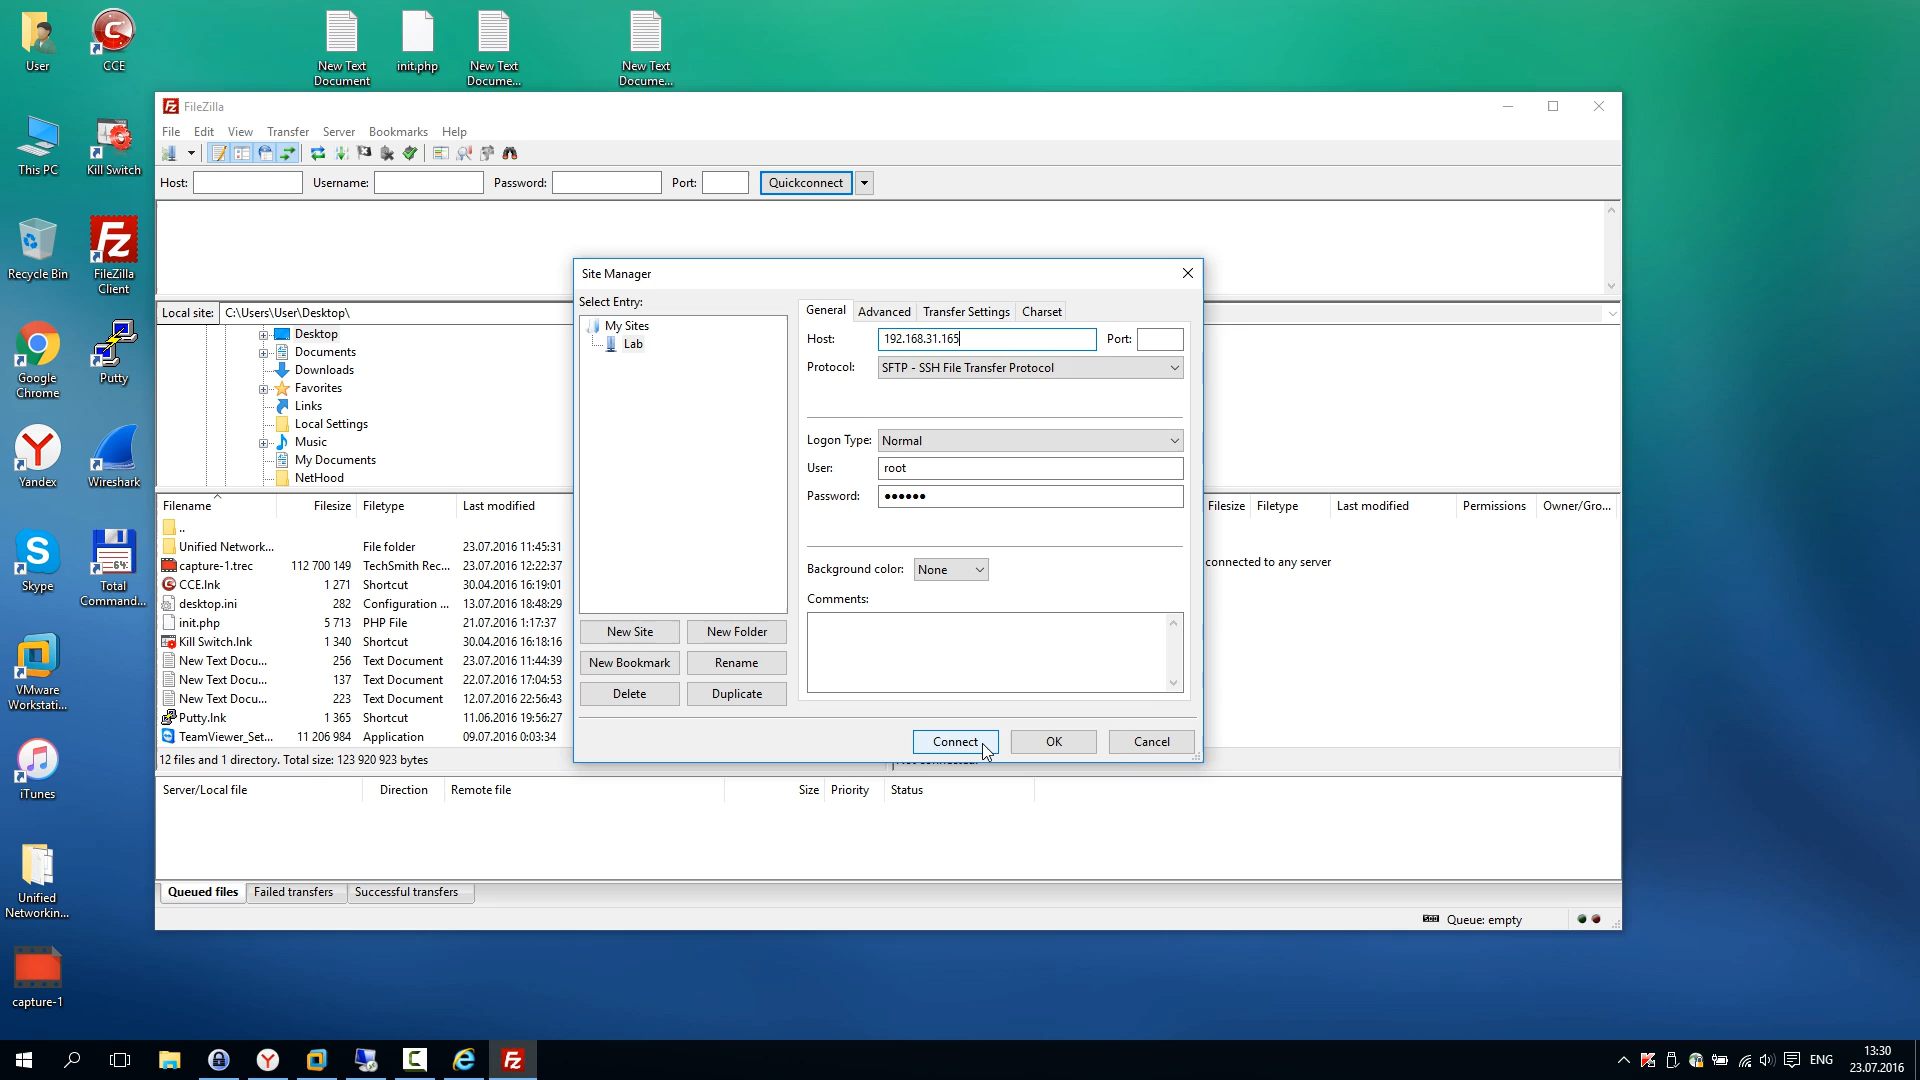 User
CCE
New Text
Document
init.php
New Text
Docume...
New Text
Docume...
This PC
Kill Switch
Recycle Bin
FileZilla
Client
Google
Chrome
Putty
Yandex
Wireshark
Skype
Total
Comman­d...
VMware
Workstati...
iTunes
Unified
Networkin...
capture-1
FileZilla
File Edit View Transfer Server Bookmarks Help
Host: Username: Password: Port: Quickconnect
Local site: C:\Users\User\Desktop\
Desktop
Documents
Downloads
Favorites
Links
Local Settings
Music
My Documents
NetHood
Filename Filesize Filetype Last modified
..
Unified Network... File folder 23.07.2016 11:45:31
capture-1.trec 112 700 149 TechSmith Rec... 23.07.2016 12:22:37
CCE.lnk 1 271 Shortcut 30.04.2016 16:19:01
desktop.ini 282 Configuration ... 13.07.2016 18:48:29
init.php 5 713 PHP File 21.07.2016 1:17:37
Kill Switch.lnk 1 340 Shortcut 30.04.2016 16:18:16
New Text Docu... 256 Text Document 23.07.2016 11:44:39
New Text Docu... 137 Text Document 22.07.2016 17:04:53
New Text Docu... 223 Text Document 12.07.2016 22:56:43
Putty.lnk 1 365 Shortcut 11.06.2016 19:56:27
TeamViewer_Set... 11 206 984 Application 09.07.2016 0:03:34
12 files and 1 directory. Total size: 123 920 923 bytes
Site Manager
Select Entry:
My Sites
Lab
New Site New Folder
New Bookmark Rename
Delete Duplicate
General Advanced Transfer Settings Charset
Host: 192.168.31.165 Port:
Protocol: SFTP - SSH File Transfer Protocol
Logon Type: Normal
User: root
Password: ●●●●●●
Background color: None
Comments:
Connect OK Cancel
Filesize Filetype Last modified Permissions Owner/Gro...
connected to any server
Server/Local file Direction Remote file Size Priority Status
Queued files Failed transfers Successful transfers
Queue: empty
ENG
13:30
23.07.2016